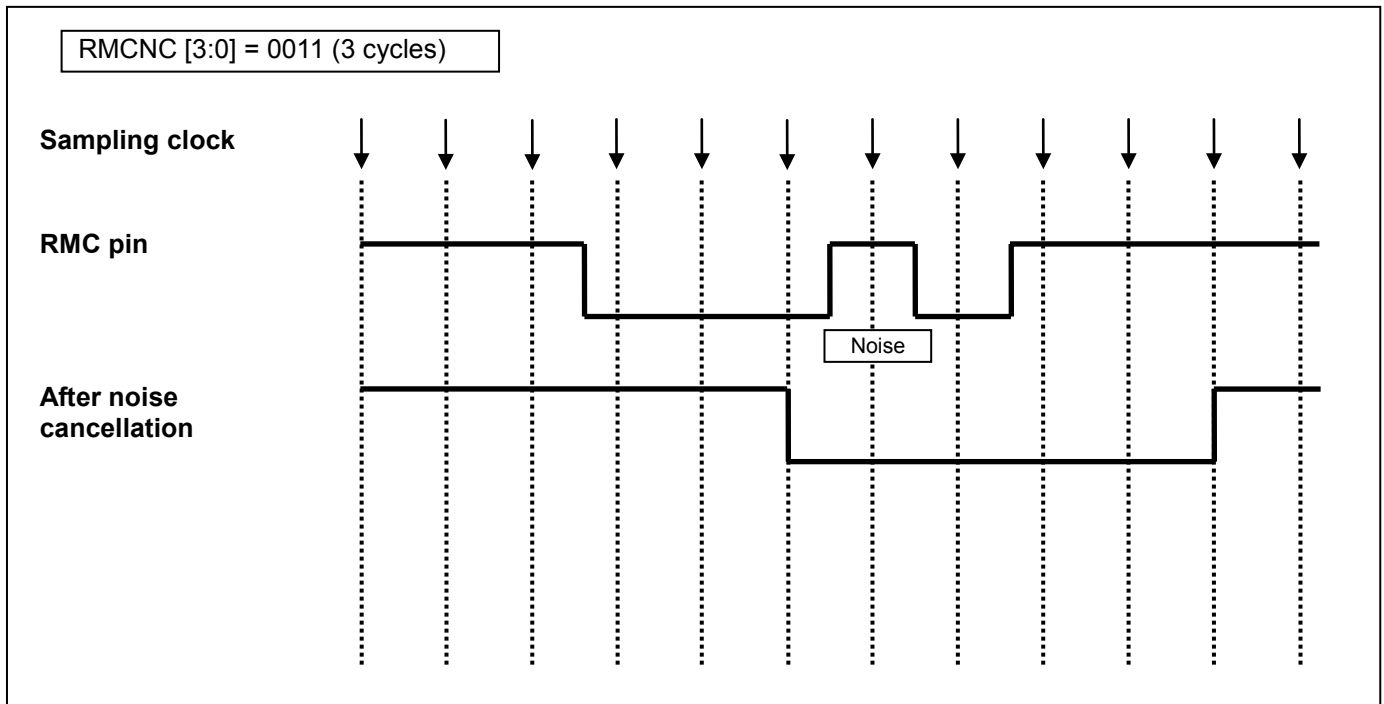 RMCNC [3:0] = 0011 (3 cycles)
Sampling clock
RMC pin
Noise
After noise
cancellation